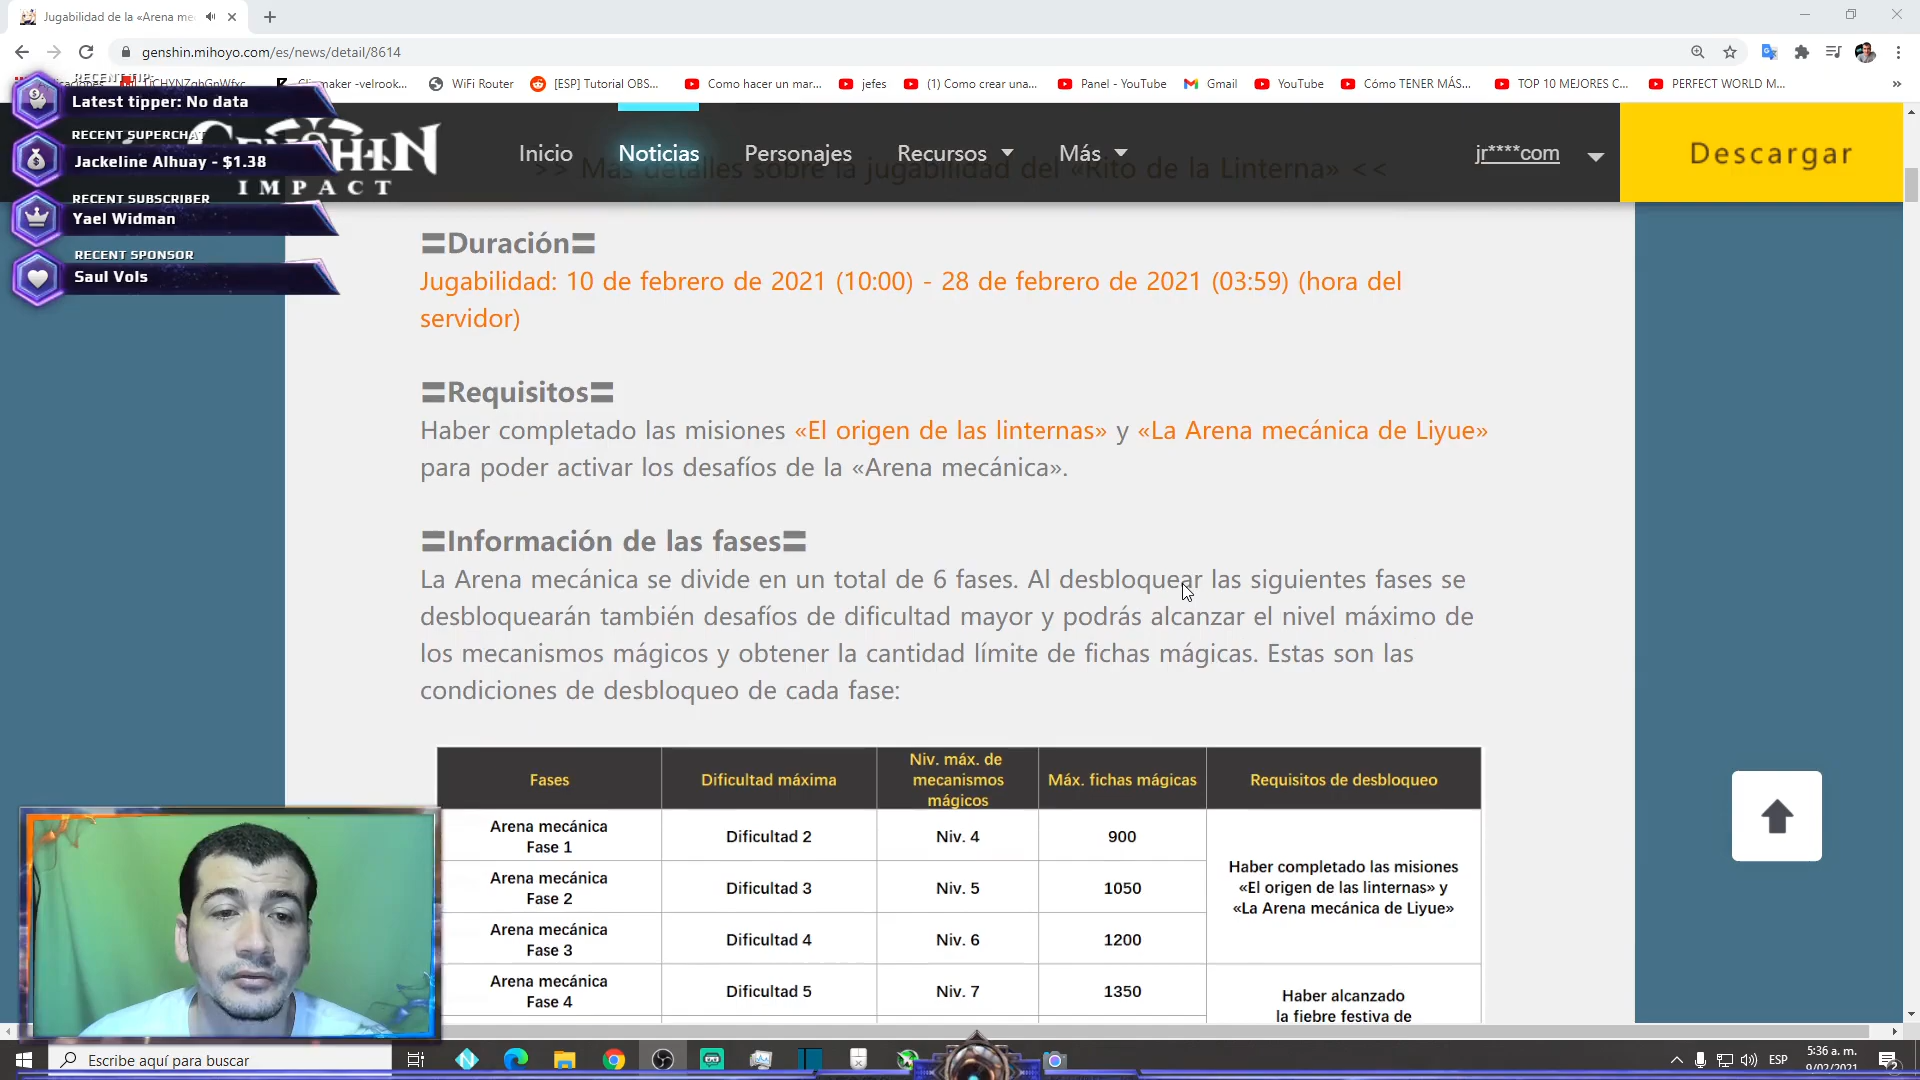 Jugabilidad de la «Arena me
genshin.mihoyo.com/es/news/detail/8614
WiFi Router
[ESP] Tutorial OBS...
Como hacer un mar...
jefes
(1) Como crear una...
Panel - YouTube
Gmail
YouTube
Cómo TENER MÁS...
TOP 10 MEJORES C...
PERFECT WORLD M...
»
RECENT TIP:
Latest tipper: No data
RECENT SUPERCHAT
Jackeline Alhuay - $1.38
RECENT SUBSCRIBER
Yael Widman
RECENT SPONSOR
Saul Vols
GENSHIN
IMPACT
Inicio
Noticias
Personajes
Recursos
Más
jr****com
Descargar
>> Más detalles sobre la jugabilidad del «Rito de la Linterna» <<
〓Duración〓
Jugabilidad: 10 de febrero de 2021 (10:00) - 28 de febrero de 2021 (03:59) (hora del
servidor)
〓Requisitos〓
Haber completado las misiones «El origen de las linternas» y «La Arena mecánica de Liyue»
para poder activar los desafíos de la «Arena mecánica».
〓Información de las fases〓
La Arena mecánica se divide en un total de 6 fases. Al desbloquear las siguientes fases se
desbloquearán también desafíos de dificultad mayor y podrás alcanzar el nivel máximo de
los mecanismos mágicos y obtener la cantidad límite de fichas mágicas. Estas son las
condiciones de desbloqueo de cada fase:
Fases
Dificultad máxima
Niv. máx. de
mecanismos
mágicos
Máx. fichas mágicas
Requisitos de desbloqueo
Arena mecánica
Fase 1
Dificultad 2
Niv. 4
900
Haber completado las misiones
«El origen de las linternas» y
«La Arena mecánica de Liyue»
Arena mecánica
Fase 2
Dificultad 3
Niv. 5
1050
Arena mecánica
Fase 3
Dificultad 4
Niv. 6
1200
Arena mecánica
Fase 4
Dificultad 5
Niv. 7
1350
Haber alcanzado
la fiebre festiva de
Escribe aquí para buscar
ESP
5:36 a. m.
9/02/2021
2